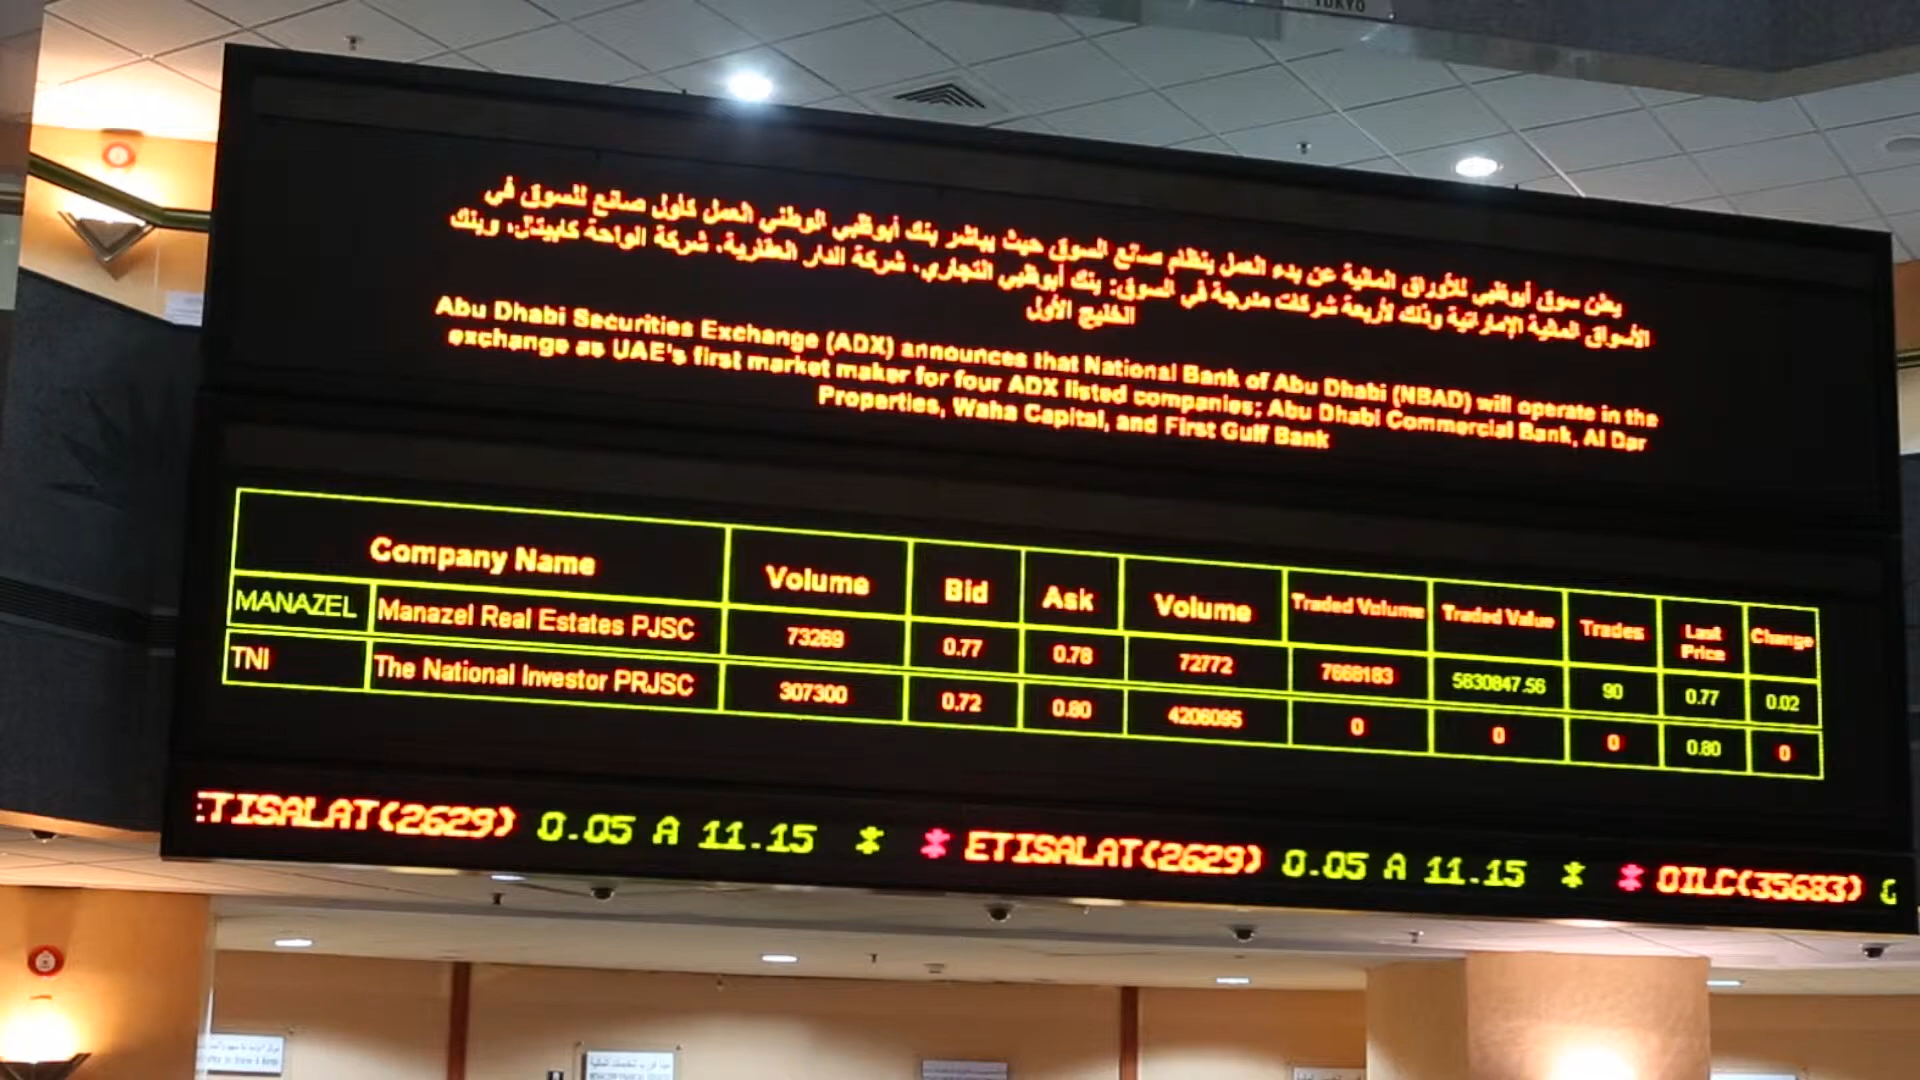 TOKYO
يعلن سوق أبوظبي للأوراق المالية عن بدء العمل بنظام صانع السوق حيث يباشر بنك أبوظبي الوطني العمل كأول صانع للسوق في
الأسواق المالية الإماراتية وذلك لأربعة شركات مدرجة في السوق: بنك أبوظبي التجاري، شركة الدار العقارية، شركة الواحة كابيتال، وبنك
الخليج الأول
Abu Dhabi Securities Exchange (ADX) announces that National Bank of Abu Dhabi (NBAD) will operate in the
exchange as UAE's first market maker for four ADX listed companies; Abu Dhabi Commercial Bank, Al Dar
Properties, Waha Capital, and First Gulf Bank
Company Name Volume Bid Ask Volume Traded Volume Traded Value Trades Last Price Change
MANAZEL Manazel Real Estates PJSC 73269 0.77 0.78 72772 7668183 5830847.56 90 0.77 0.02
TNI The National Investor PRJSC 307300 0.72 0.80 4206095 0 0 0 0.80 0
ETISALAT(2629) 0.05 A 11.15 * * ETISALAT(2629) 0.05 A 11.15 * * OILC(35683) 0